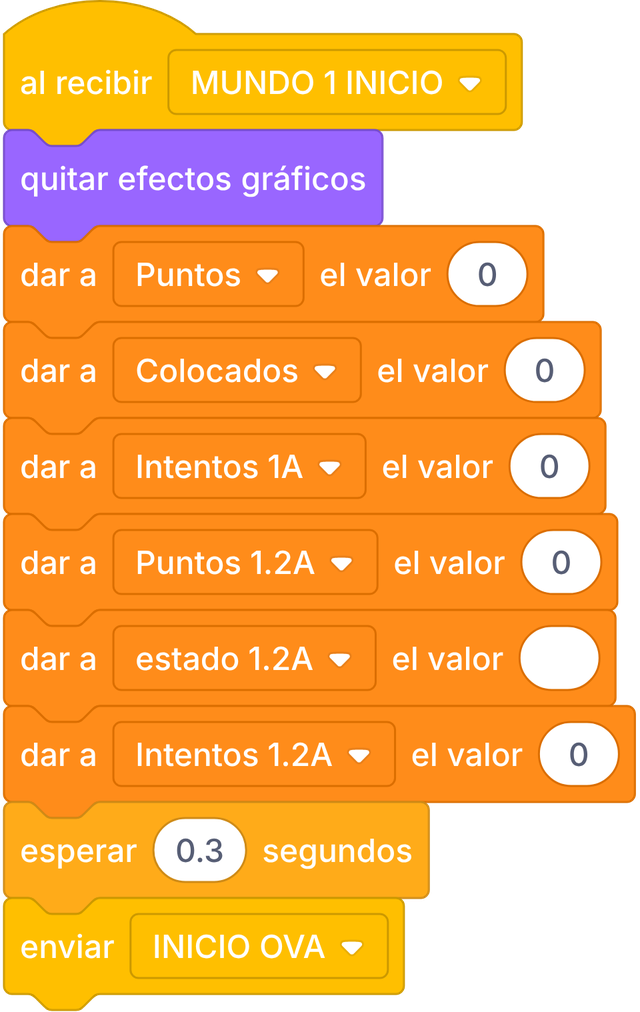 al recibir MUNDO 1 INICIO
quitar efectos gráficos
dar a Puntos el valor 0
dar a Colocados el valor 0
dar a Intentos 1A el valor 0
dar a Puntos 1.2A el valor 0
dar a estado 1.2A el valor
dar a Intentos 1.2A el valor 0
esperar 0.3 segundos
enviar INICIO OVA